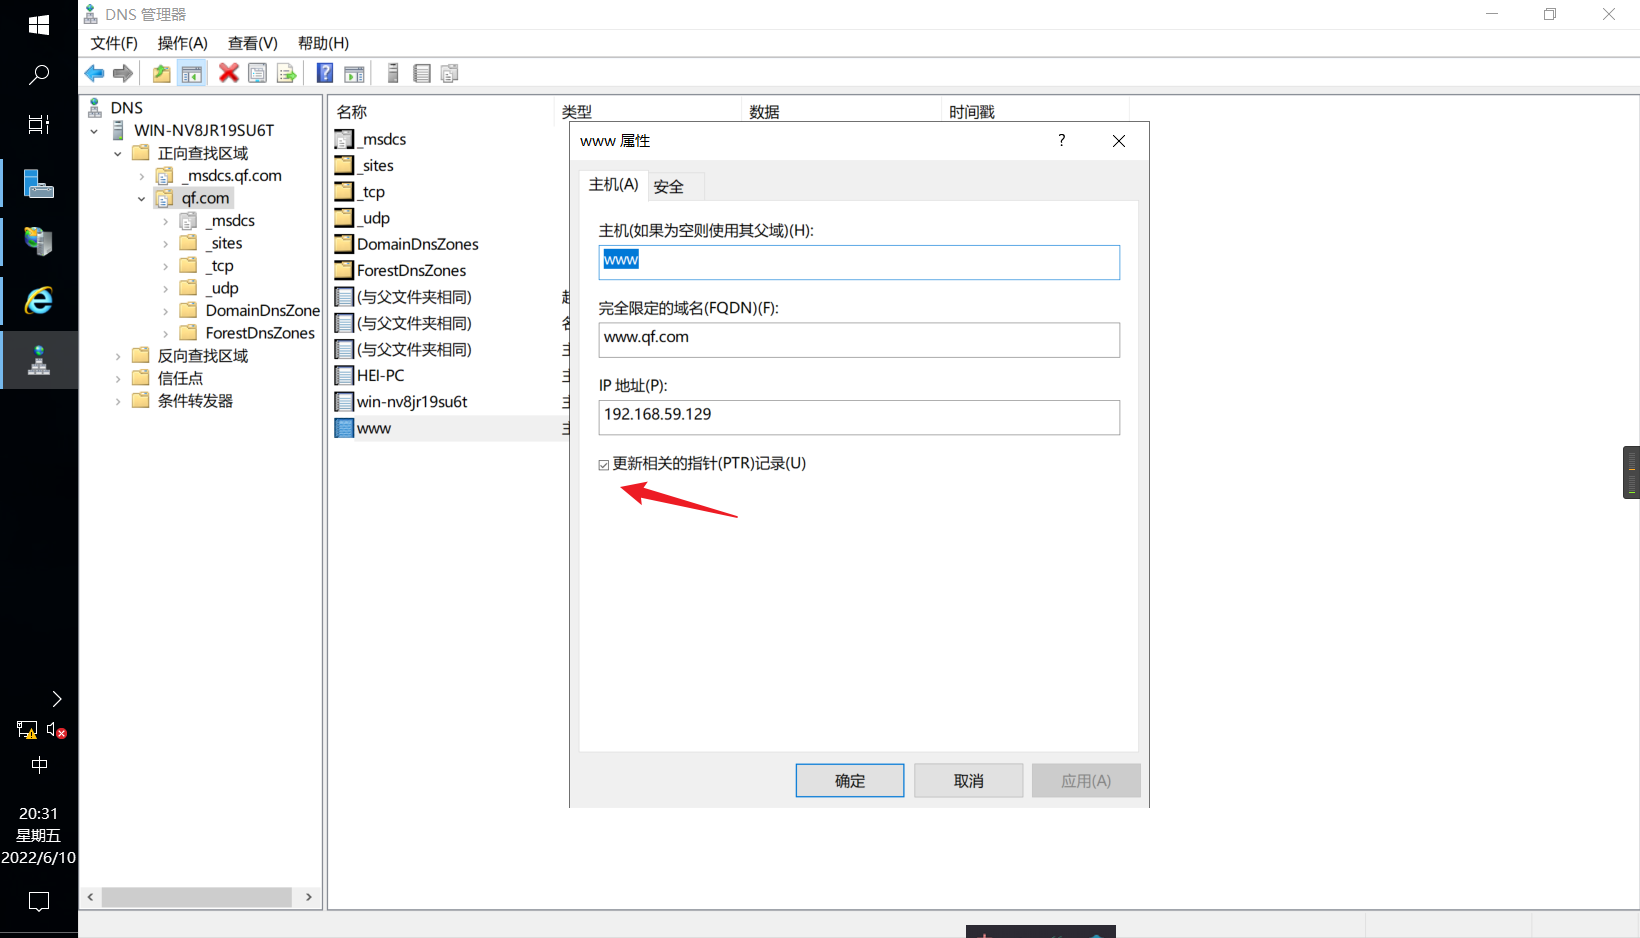 DNS 管理器
文件(F) 操作(A) 查看(V) 帮助(H)
DNS
WIN-NV8JR19SU6T
正向查找区域
_msdcs.qf.com
qf.com
_msdcs
_sites
_tcp
_udp
DomainDnsZone
ForestDnsZones
反向查找区域
信任点
条件转发器
名称 类型 数据 时间戳
_msdcs
_sites
_tcp
_udp
DomainDnsZones
ForestDnsZones
(与父文件夹相同)
(与父文件夹相同)
(与父文件夹相同)
HEI-PC
win-nv8jr19su6t
www
www 属性
主机(A) 安全
主机(如果为空则使用其父域)(H):
www
完全限定的域名(FQDN)(F):
www.qf.com
IP 地址(P):
192.168.59.129
更新相关的指针(PTR)记录(U)
确定 取消 应用(A)
中
20:31
星期五
2022/6/10